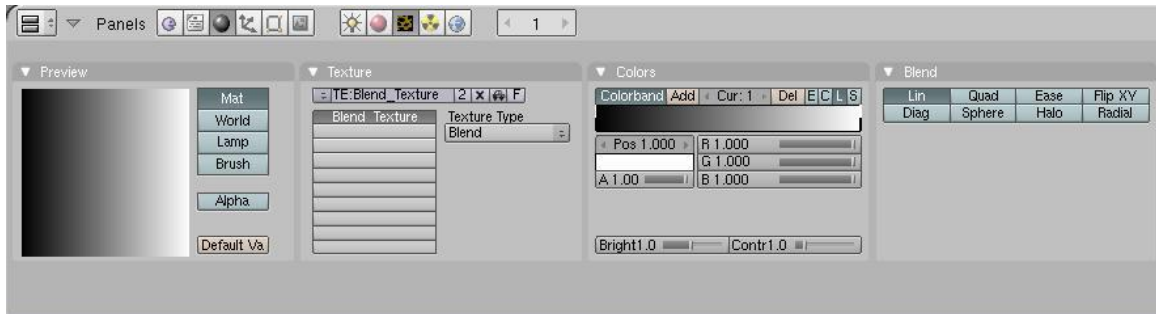 Panels 1
Preview
Mat
World
Lamp
Brush
Alpha
Default Va
Texture
TE:Blend_Texture 2 X F
Blend_Texture
Texture Type
Blend
Colors
Colorband Add Cur: 1 Del E C L S
Pos 1.000 R 1.000
G 1.000
A 1.00 B 1.000
Bright1.0 Contr1.0
Blend
Lin Quad Ease Flip XY
Diag Sphere Halo Radial